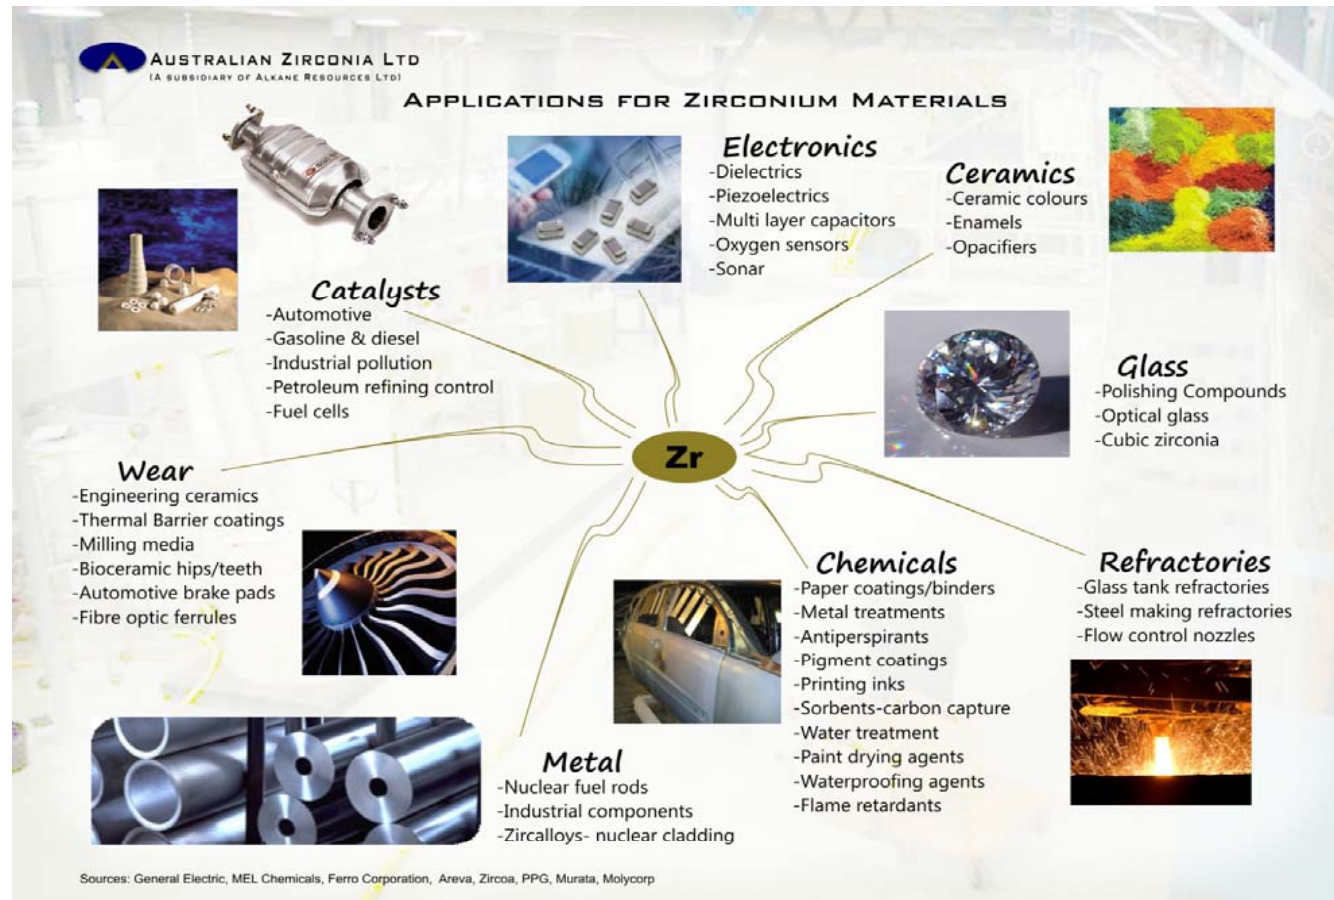 AUSTRALIAN ZIRCONIA LTD
(A SUBSIDIARY OF ALKANE RESOURCES LTD)
APPLICATIONS FOR ZIRCONIUM MATERIALS
Electronics
-Dielectrics
-Piezoelectrics
-Multi layer capacitors
-Oxygen sensors
-Sonar
Ceramics
-Ceramic colours
-Enamels
-Opacifiers
Catalysts
-Automotive
-Gasoline & diesel
-Industrial pollution
-Petroleum refining control
-Fuel cells
Glass
-Polishing Compounds
-Optical glass
-Cubic zirconia
Zr
Wear
-Engineering ceramics
-Thermal Barrier coatings
-Milling media
-Bioceramic hips/teeth
-Automotive brake pads
-Fibre optic ferrules
Chemicals
-Paper coatings/binders
-Metal treatments
-Antiperspirants
-Pigment coatings
-Printing inks
-Sorbents-carbon capture
-Water treatment
-Paint drying agents
-Waterproofing agents
-Flame retardants
Refractories
-Glass tank refractories
-Steel making refractories
-Flow control nozzles
Metal
-Nuclear fuel rods
-Industrial components
-Zircalloys- nuclear cladding
Sources: General Electric, MEL Chemicals, Ferro Corporation, Areva, Zircoa, PPG, Murata, Molycorp